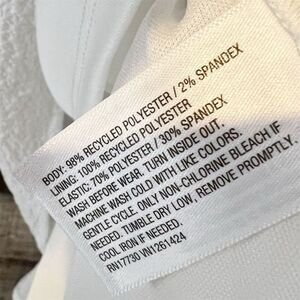 BODY: 98% RECYCLED POLYESTER / 2% SPANDEX
LINING: 100% RECYCLED POLYESTER
ELASTIC: 70% POLYESTER / 30% SPANDEX
WASH BEFORE WEAR. TURN INSIDE OUT.
MACHINE WASH COLD WITH LIKE COLORS.
GENTLE CYCLE. ONLY NON-CHLORINE BLEACH IF
NEEDED. TUMBLE DRY LOW. REMOVE PROMPTLY.
COOL IRON IF NEEDED.
RN17730 VN1261424